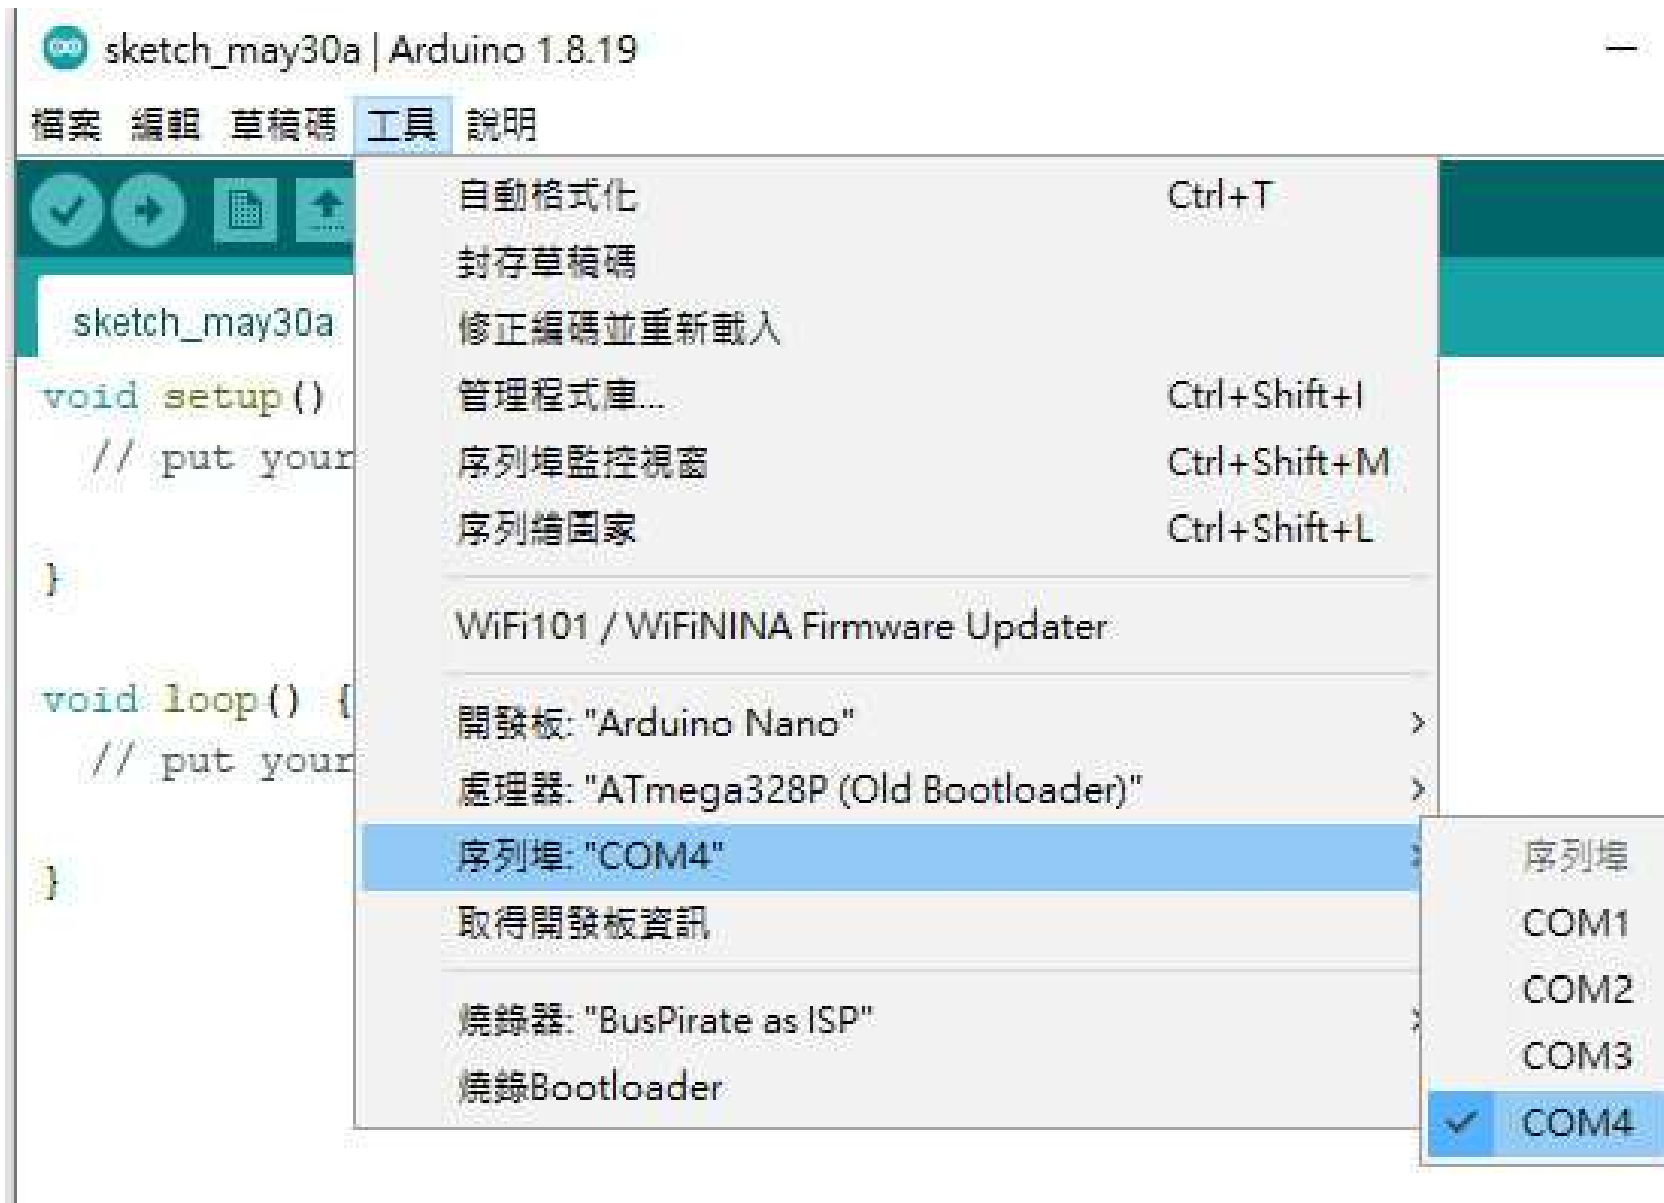 sketch_may30a | Arduino 1.8.19
檔案 編輯 草稿碼 工具 說明
sketch_may30a
void setup()
// put your
}
void loop() {
// put your
}
自動格式化 Ctrl+T
封存草稿碼
修正編碼並重新載入
管理程式庫... Ctrl+Shift+I
序列埠監控視窗 Ctrl+Shift+M
序列繪圖家 Ctrl+Shift+L
WiFi101 / WiFiNINA Firmware Updater
開發板: "Arduino Nano"
處理器: "ATmega328P (Old Bootloader)"
序列埠: "COM4"
取得開發板資訊
燒錄器: "BusPirate as ISP"
燒錄Bootloader
序列埠
COM1
COM2
COM3
COM4